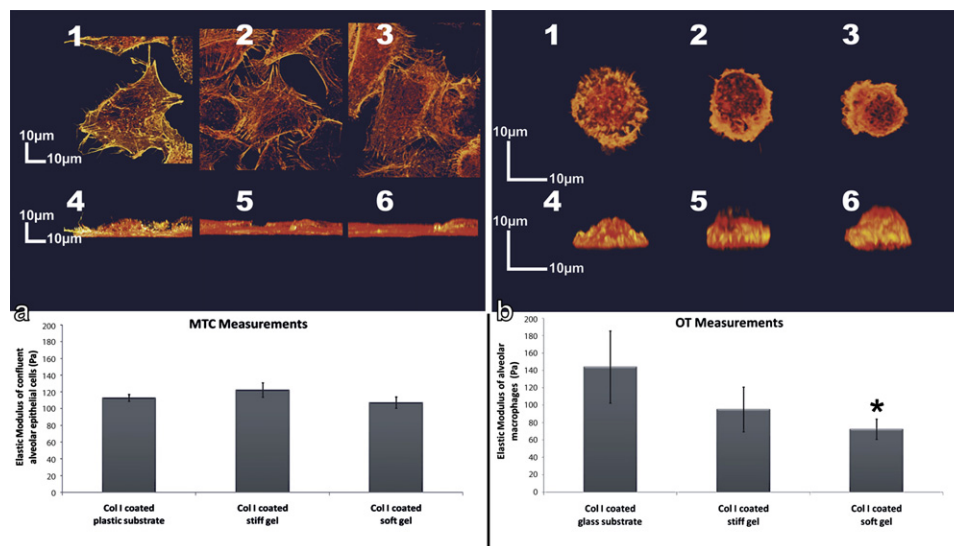 1 2 3
10μm
10μm
4 5 6
10μm
10μm
a
MTC Measurements
Elastic Modulus of confluent
alveolar epithelial cells (Pa)
200
180
160
140
120
100
80
60
40
20
0
Col I coated
plastic substrate
Col I coated
stiff gel
Col I coated
soft gel
1 2 3
10μm
10μm
4 5 6
10μm
10μm
b
OT Measurements
Elastic Modulus of alveolar
macrophages (Pa)
200
180
160
140
120
100
80
60
40
20
0
*
Col I coated
glass substrate
Col I coated
stiff gel
Col I coated
soft gel